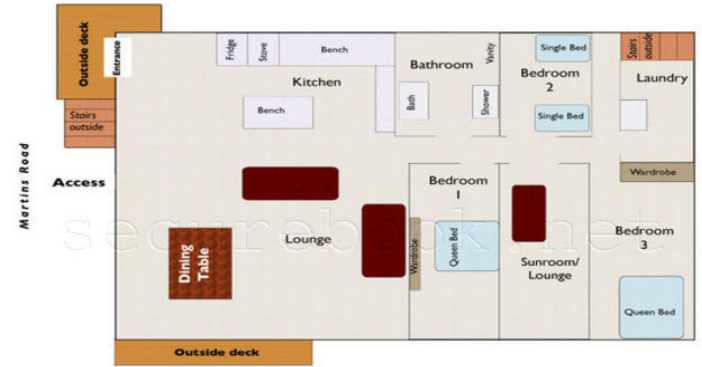 Outside deck
Entrance
Stairs
outside
Martins Road
Access
Fridge
Stove
Bench
Kitchen
Bench
Bathroom
Vanity
Bath
Shower
Single Bed
Bedroom
2
Single Bed
Stairs
outside
Laundry
Wardrobe
Lounge
Dining
Table
Bedroom
1
Wardrobe
Queen Bed
Sunroom/
Lounge
Bedroom
3
Queen Bed
Outside deck
securebook.net